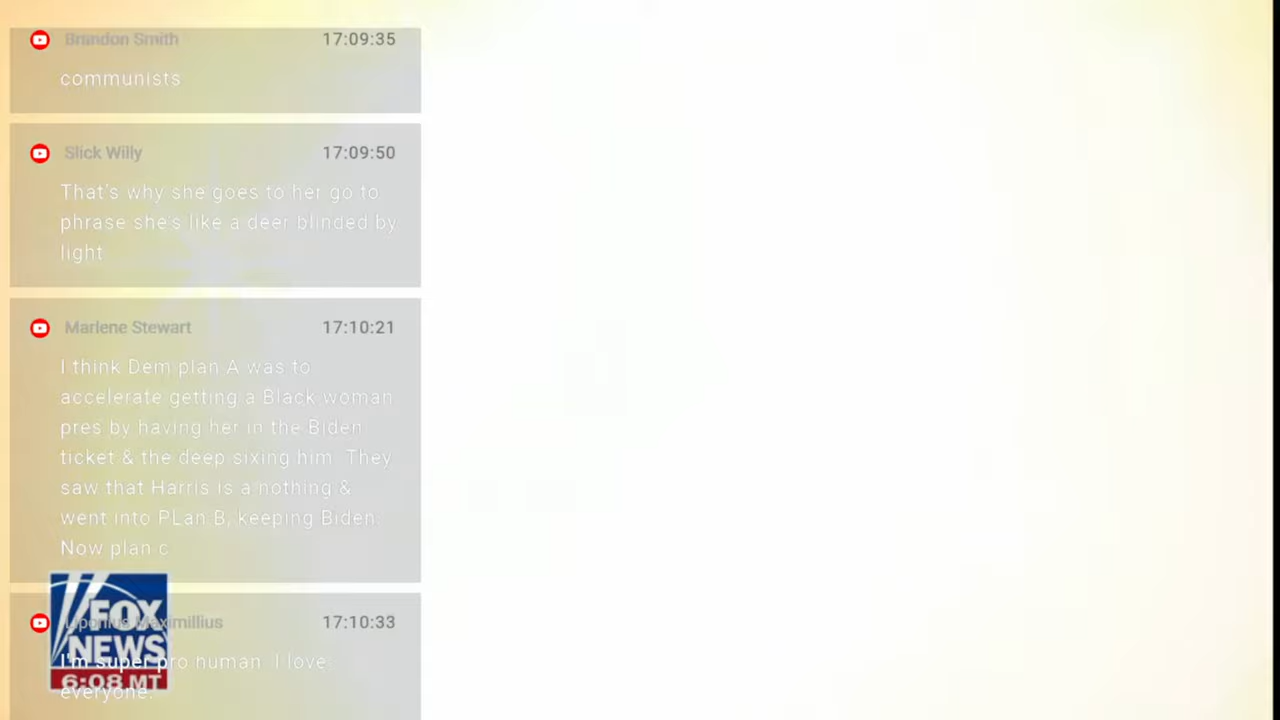 Brandon Smith 17:09:35
communists
Slick Willy 17:09:50
That's why she goes to her go to
phrase she's like a deer blinded by
light
Marlene Stewart 17:10:21
I think Dem plan A was to
accelerate getting a Black woman
pres by having her in the Biden
ticket & the deep sixing him. They
saw that Harris is a nothing &
went into PLan B, keeping Biden.
Now plan c
Maximillius 17:10:33
I'm super pro human. I love
everyone.
FOX
NEWS
6:08 MT